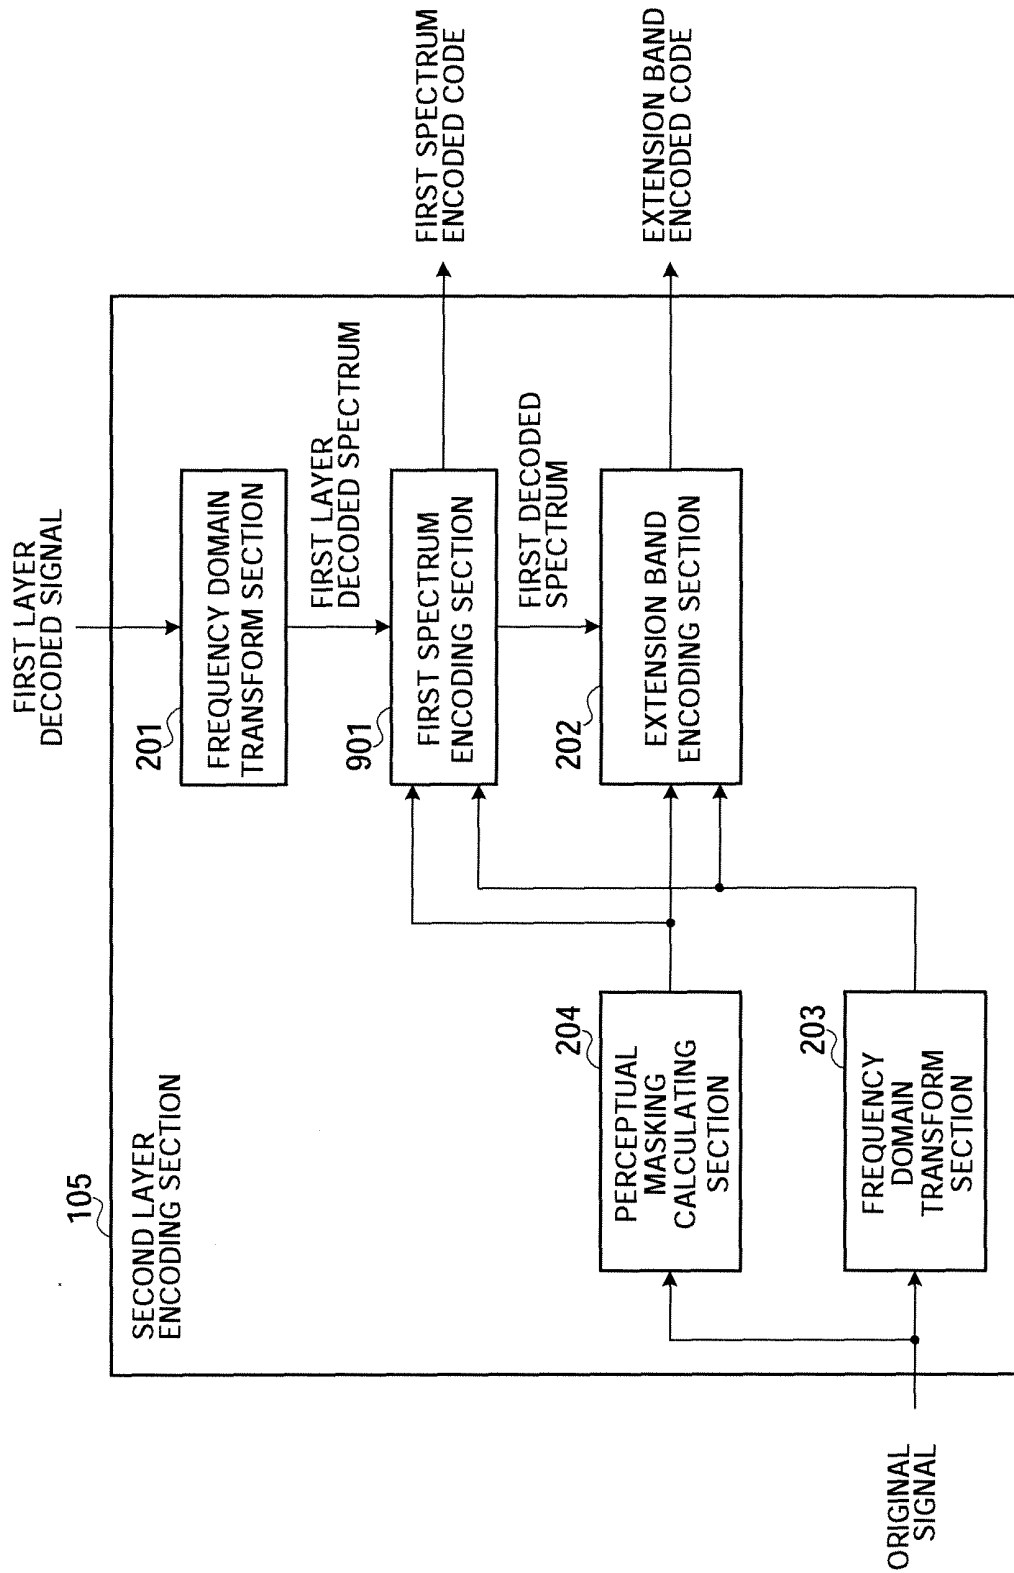 FIRST LAYER
DECODED SIGNAL
105
SECOND LAYER
ENCODING SECTION
201
FREQUENCY DOMAIN
TRANSFORM SECTION
FIRST LAYER
DECODED SPECTRUM
901
FIRST SPECTRUM
ENCODING SECTION
FIRST SPECTRUM
ENCODED CODE
FIRST DECODED
SPECTRUM
204
PERCEPTUAL
MASKING
CALCULATING
SECTION
202
EXTENSION BAND
ENCODING SECTION
EXTENSION BAND
ENCODED CODE
203
FREQUENCY
DOMAIN
TRANSFORM
SECTION
ORIGINAL
SIGNAL